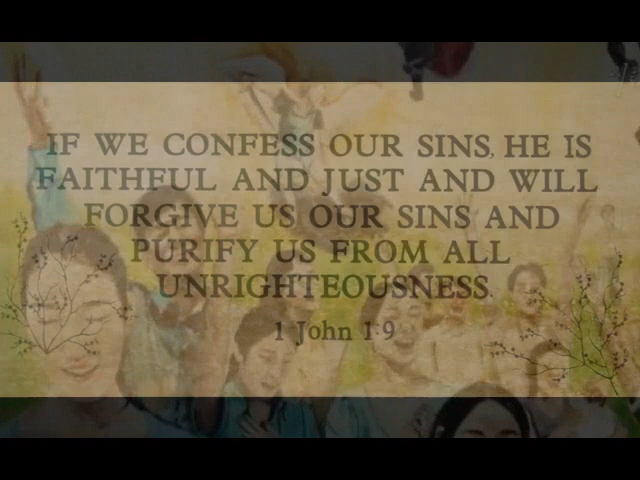 IF WE CONFESS OUR SINS, HE IS
FAITHFUL AND JUST AND WILL
FORGIVE US OUR SINS AND
PURIFY US FROM ALL
UNRIGHTEOUSNESS.
1 John 1:9